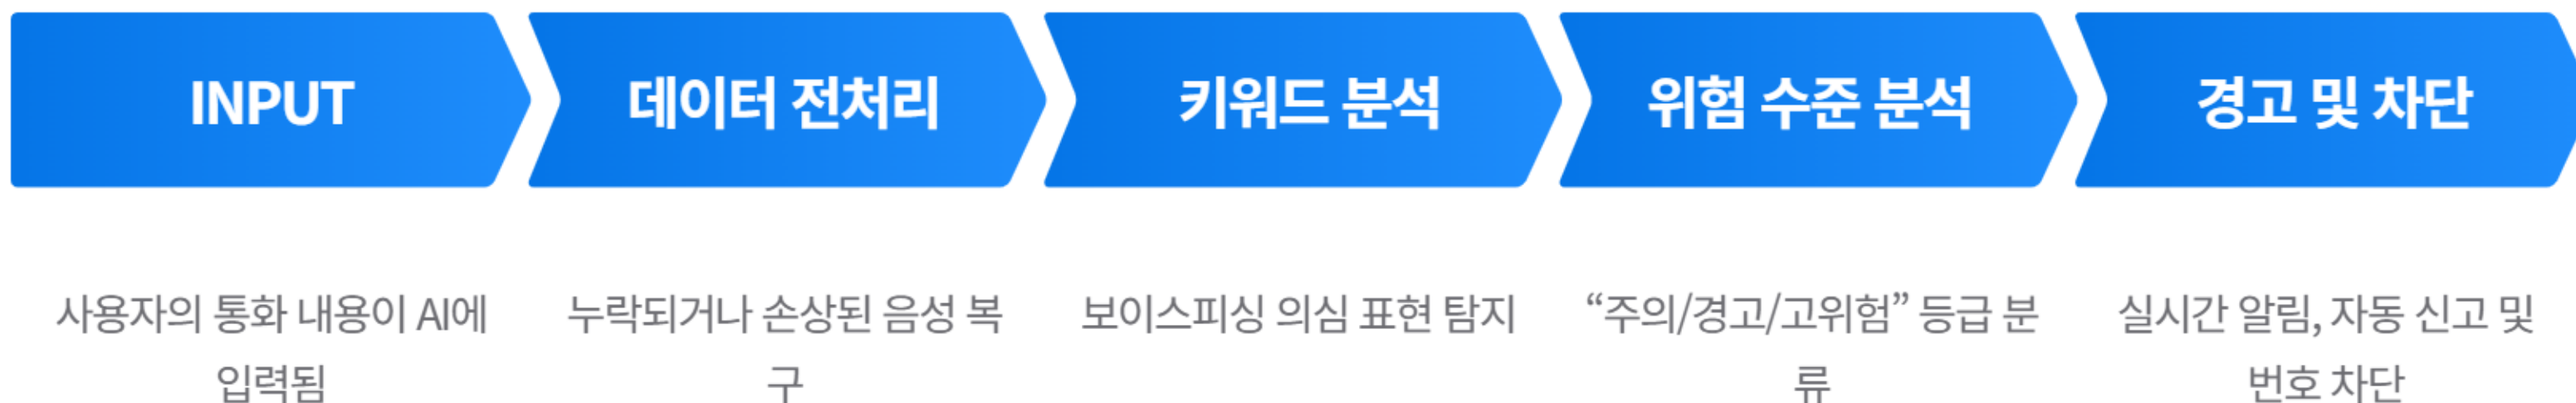 INPUT
데이터 전처리
키워드 분석
위험 수준 분석
경고 및 차단
사용자의 통화 내용이 AI에
입력됨
누락되거나 손상된 음성 복
구
보이스피싱 의심 표현 탐지
“주의/경고/고위험” 등급 분
류
실시간 알림, 자동 신고 및
번호 차단